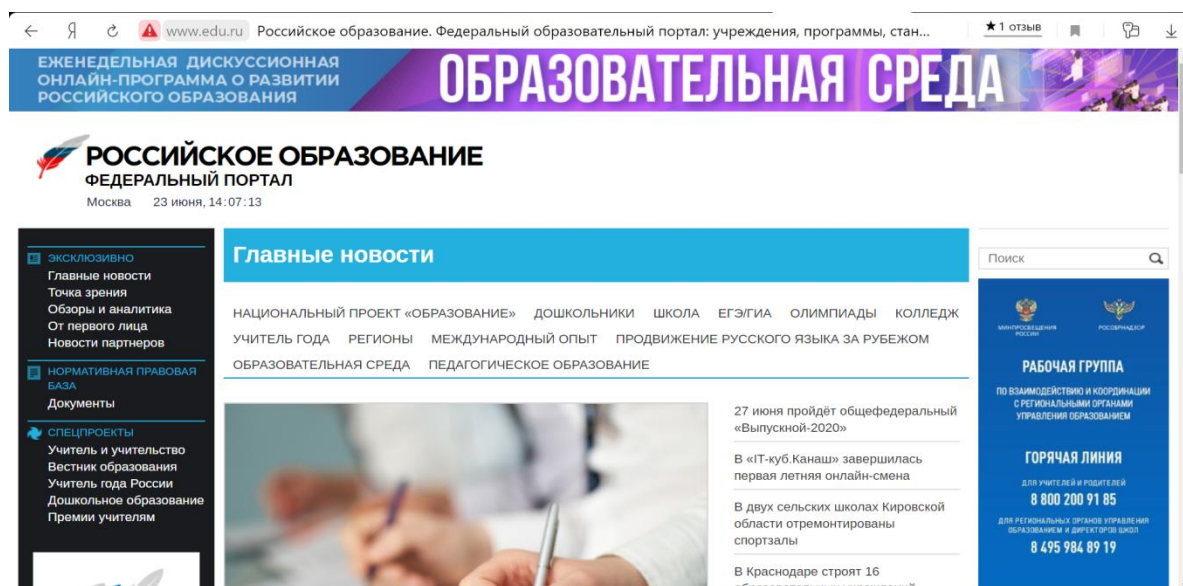 www.edu.ru Российское образование. Федеральный образовательный портал: учреждения, программы, стан...
★ 1 отзыв
ЕЖЕНЕДЕЛЬНАЯ ДИСКУССИОННАЯ
ОНЛАЙН-ПРОГРАММА О РАЗВИТИИ
РОССИЙСКОГО ОБРАЗОВАНИЯ
ОБРАЗОВАТЕЛЬНАЯ СРЕДА
РОССИЙСКОЕ ОБРАЗОВАНИЕ
ФЕДЕРАЛЬНЫЙ ПОРТАЛ
Москва 23 июня, 14:07:13
ЭКСКЛЮЗИВНО
Главные новости
Точка зрения
Обзоры и аналитика
От первого лица
Новости партнеров
НОРМАТИВНАЯ ПРАВОВАЯ
БАЗА
Документы
СПЕЦПРОЕКТЫ
Учитель и учительство
Вестник образования
Учитель года России
Дошкольное образование
Премии учителям
Главные новости
НАЦИОНАЛЬНЫЙ ПРОЕКТ «ОБРАЗОВАНИЕ» ДОШКОЛЬНИКИ ШКОЛА ЕГЭ/ГИА ОЛИМПИАДЫ КОЛЛЕДЖ
УЧИТЕЛЬ ГОДА РЕГИОНЫ МЕЖДУНАРОДНЫЙ ОПЫТ ПРОДВИЖЕНИЕ РУССКОГО ЯЗЫКА ЗА РУБЕЖОМ
ОБРАЗОВАТЕЛЬНАЯ СРЕДА ПЕДАГОГИЧЕСКОЕ ОБРАЗОВАНИЕ
27 июня пройдёт общефедеральный
«Выпускной-2020»
В «IT-куб.Канаш» завершилась
первая летняя онлайн-смена
В двух сельских школах Кировской
области отремонтированы
спортзалы
В Краснодаре строят 16
Поиск
МИНПРОСВЕЩЕНИЯ
РОССИИ
РОСОБРНАДЗОР
РАБОЧАЯ ГРУППА
ПО ВЗАИМОДЕЙСТВИЮ И КООРДИНАЦИИ
С РЕГИОНАЛЬНЫМИ ОРГАНАМИ
УПРАВЛЕНИЯ ОБРАЗОВАНИЕМ
ГОРЯЧАЯ ЛИНИЯ
ДЛЯ УЧИТЕЛЕЙ И РОДИТЕЛЕЙ
8 800 200 91 85
ДЛЯ РЕГИОНАЛЬНЫХ ОРГАНОВ УПРАВЛЕНИЯ
ОБРАЗОВАНИЕМ И ДИРЕКТОРОВ ШКОЛ
8 495 984 89 19